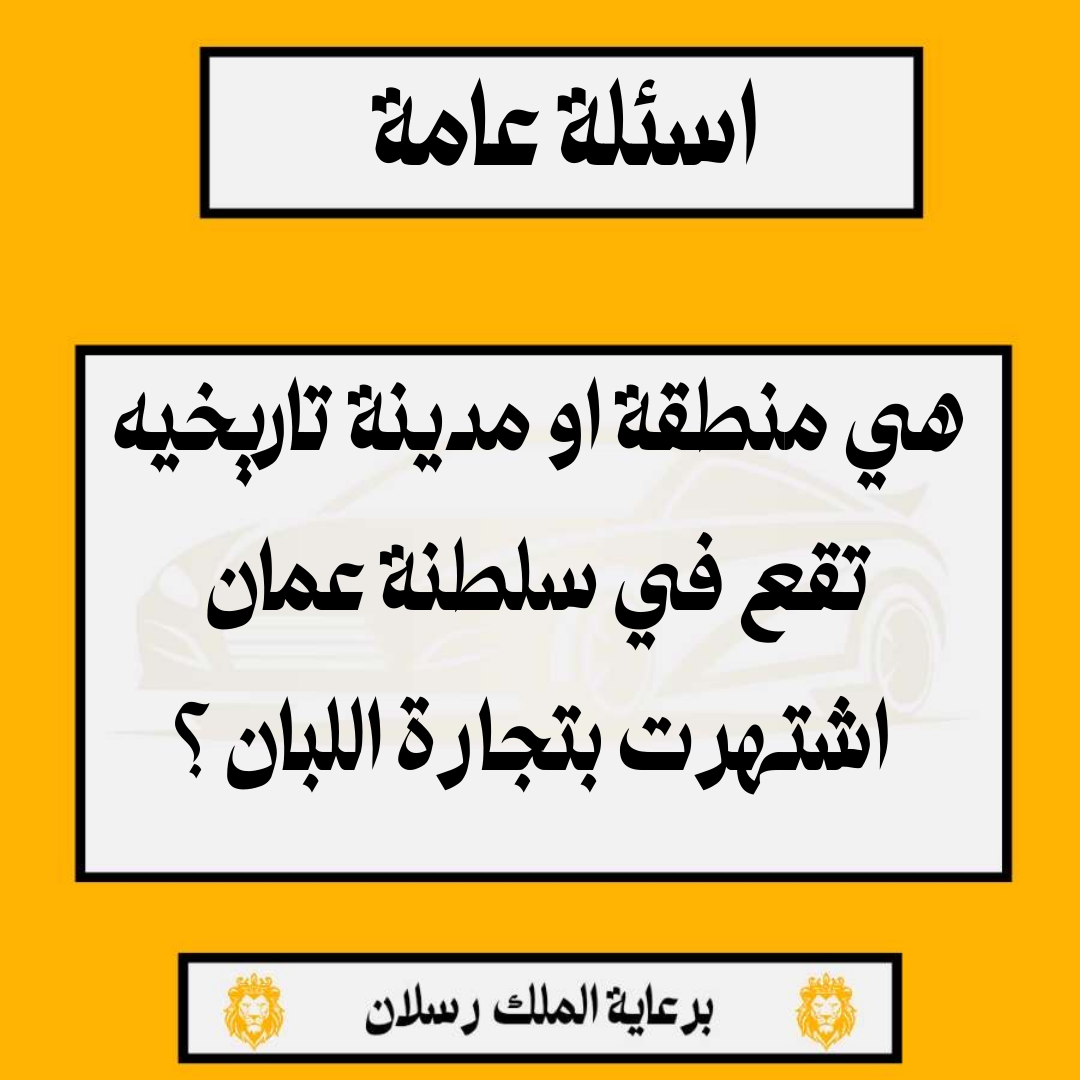 اسئلة عامة
هي منطقة او مدينة تاريخيه
تقع في سلطنة عمان
اشتهرت بتجارة اللبان ؟
برعاية الملك رسلان